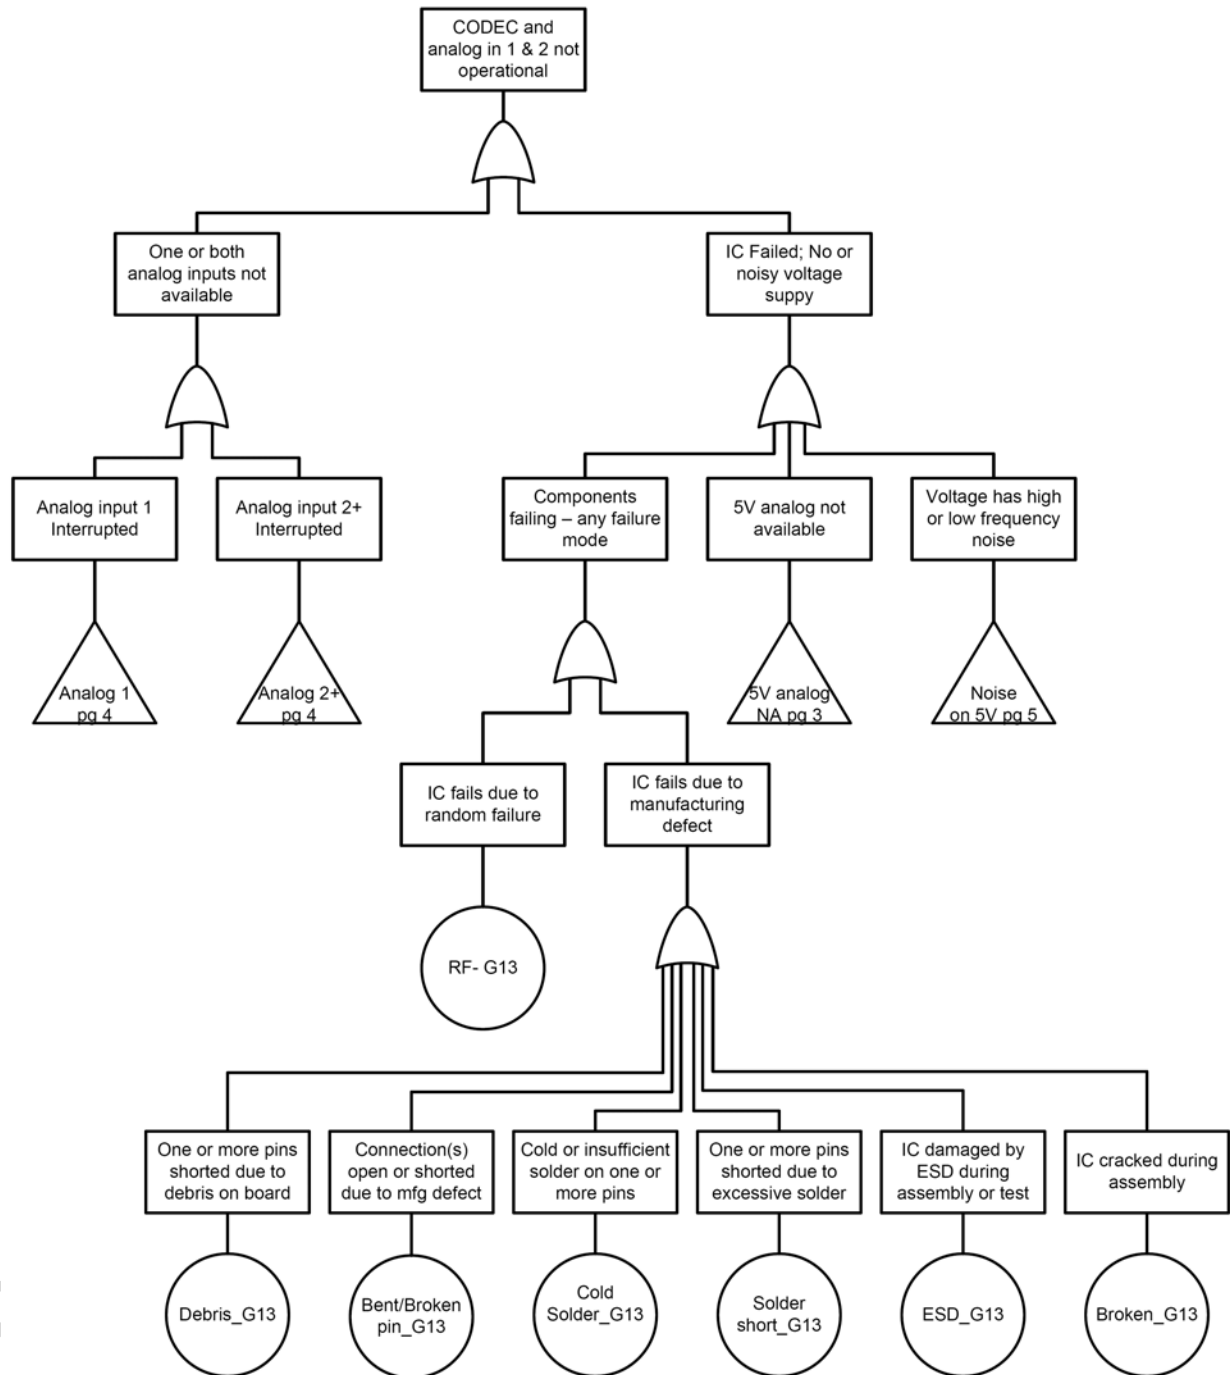 CODEC and
analog in 1 & 2 not
operational
One or both
analog inputs not
available
IC Failed; No or
noisy voltage
suppy
Analog input 1
Interrupted
Analog input 2+
Interrupted
Components
failing – any failure
mode
5V analog not
available
Voltage has high
or low frequency
noise
Analog 1
pg 4
Analog 2+
pg 4
5V analog
NA pg 3
Noise
on 5V pg 5
IC fails due to
random failure
IC fails due to
manufacturing
defect
RF- G13
One or more pins
shorted due to
debris on board
Connection(s)
open or shorted
due to mfg defect
Cold or insufficient
solder on one or
more pins
One or more pins
shorted due to
excessive solder
IC damaged by
ESD during
assembly or test
IC cracked during
assembly
Debris_G13
Bent/Broken
pin_G13
Cold
Solder_G13
Solder
short_G13
ESD_G13
Broken_G13